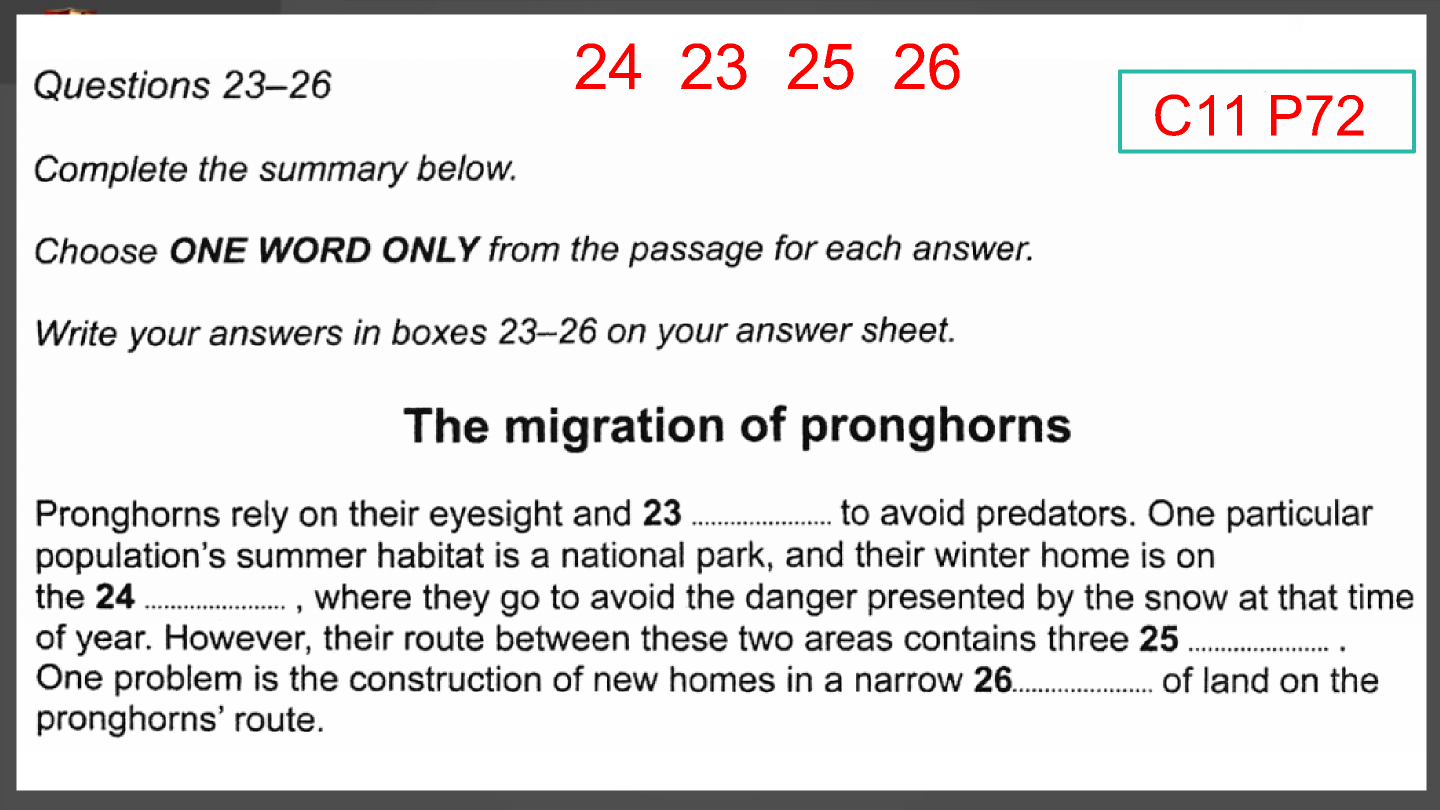 24 23 25 26
Questions 23–26
C11 P72
Complete the summary below.
Choose ONE WORD ONLY from the passage for each answer.
Write your answers in boxes 23–26 on your answer sheet.
The migration of pronghorns
Pronghorns rely on their eyesight and 23 ...................... to avoid predators. One particular
population's summer habitat is a national park, and their winter home is on
the 24 ...................... , where they go to avoid the danger presented by the snow at that time
of year. However, their route between these two areas contains three 25 ...................... .
One problem is the construction of new homes in a narrow 26...................... of land on the
pronghorns' route.